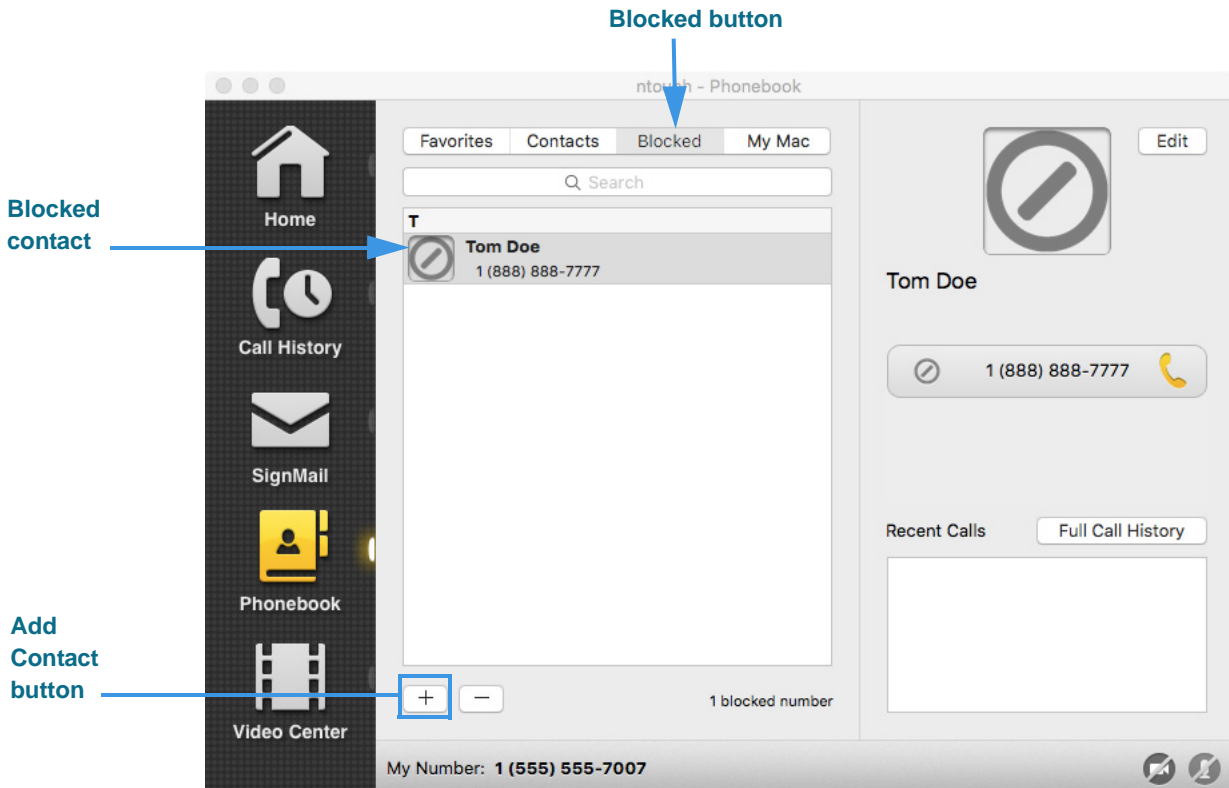 Blocked button
ntouch - Phonebook
Favorites Contacts Blocked My Mac
Search
Edit
Home
Blocked
contact
T
Tom Doe
1 (888) 888-7777
Tom Doe
1 (888) 888-7777
Call History
SignMail
Recent Calls Full Call History
Phonebook
Add
Contact
button
+ −
1 blocked number
Video Center
My Number: 1 (555) 555-7007